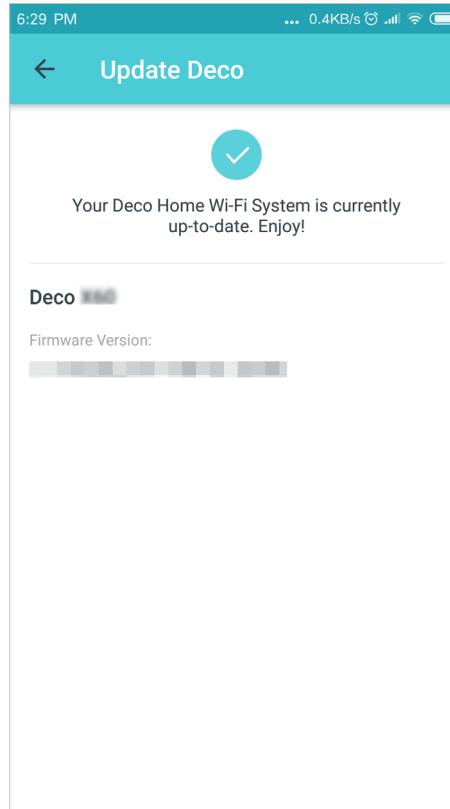 6:29 PM ... 0.4KB/s
Update Deco
Your Deco Home Wi-Fi System is currently
up-to-date. Enjoy!
Deco
Firmware Version: